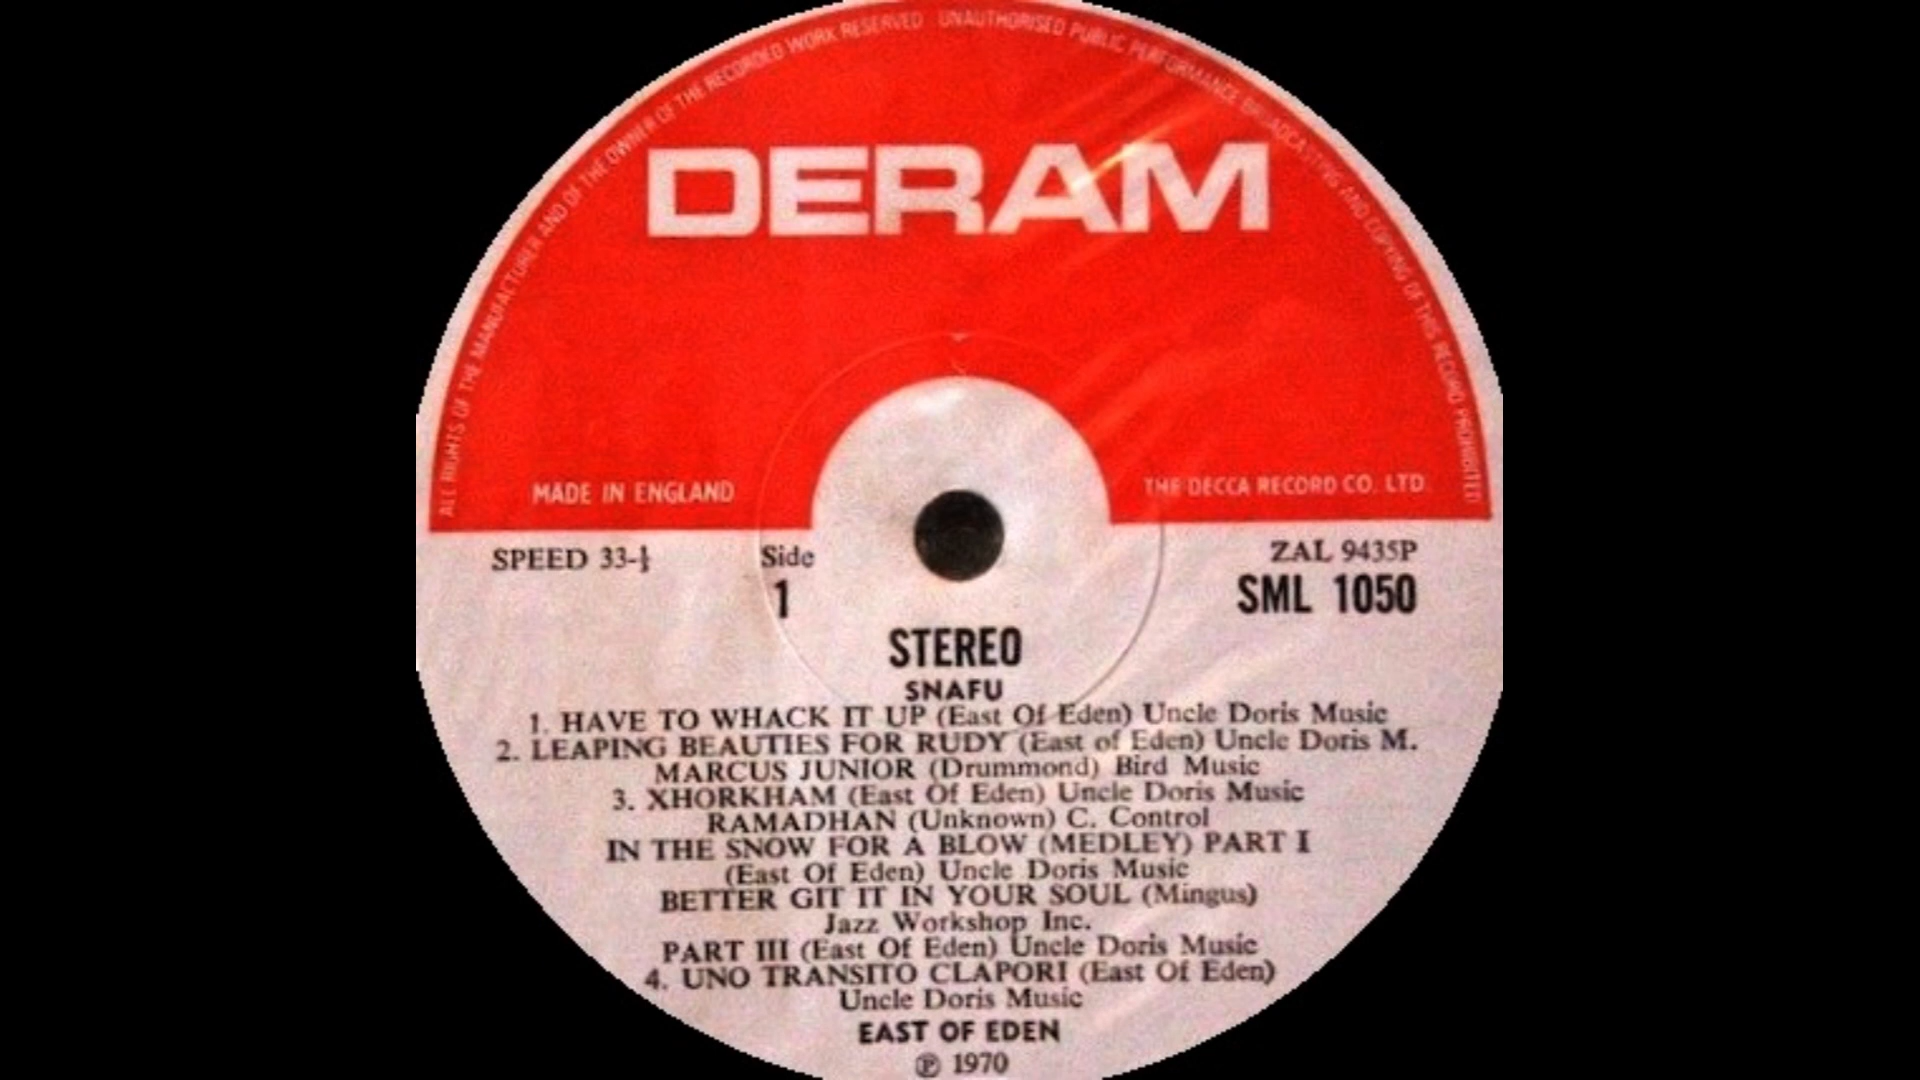 ALL RIGHTS OF THE MANUFACTURER AND OF THE OWNER OF THE RECORDED WORK RESERVED UNAUTHORISED PUBLIC PERFORMANCE BROADCASTING AND COPYING OF THIS RECORD PROHIBITED
DERAM
MADE IN ENGLAND
THE DECCA RECORD CO. LTD.
SPEED 33-⅓
Side
1
ZAL 9435P
SML 1050
STEREO
SNAFU
1. HAVE TO WHACK IT UP (East Of Eden) Uncle Doris Music
2. LEAPING BEAUTIES FOR RUDY (East of Eden) Uncle Doris M.
MARCUS JUNIOR (Drummond) Bird Music
3. XHORKHAM (East Of Eden) Uncle Doris Music
RAMADHAN (Unknown) C. Control
IN THE SNOW FOR A BLOW (MEDLEY) PART I
(East Of Eden) Uncle Doris Music
BETTER GIT IT IN YOUR SOUL (Mingus)
Jazz Workshop Inc.
PART III (East Of Eden) Uncle Doris Music
4. UNO TRANSITO CLAPORI (East Of Eden)
Uncle Doris Music
EAST OF EDEN
℗ 1970